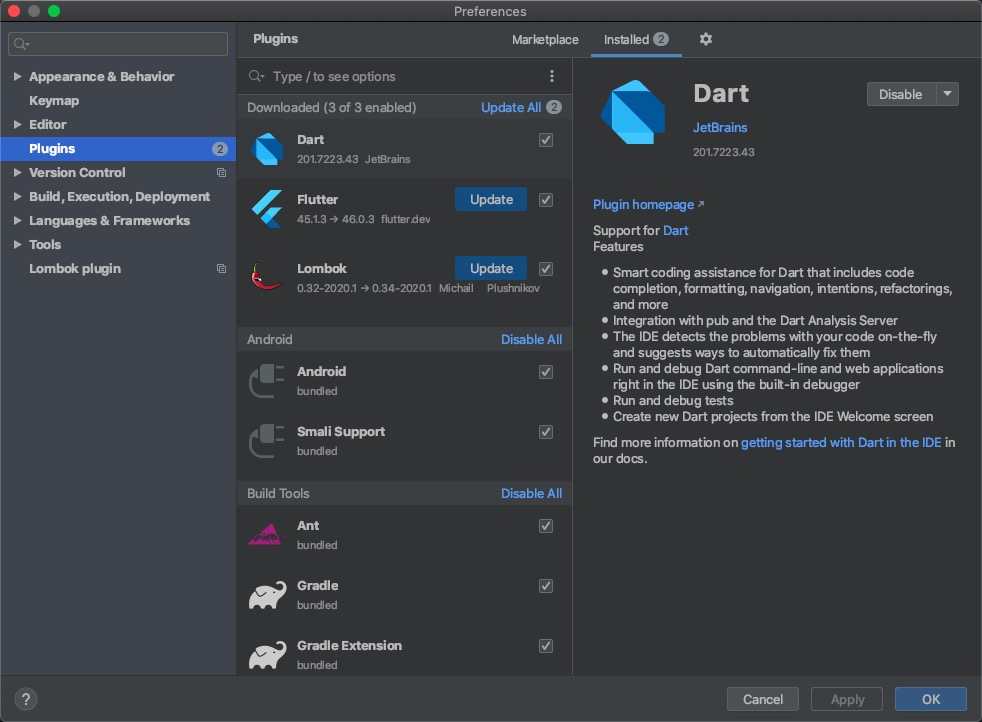 Preferences
Appearance & Behavior
Keymap
Editor
Plugins 2
Version Control
Build, Execution, Deployment
Languages & Frameworks
Tools
Lombok plugin
Plugins Marketplace Installed 2
Type / to see options
Downloaded (3 of 3 enabled) Update All 2
Dart
201.7223.43 JetBrains
Flutter Update
45.1.3 → 46.0.3 flutter.dev
Lombok Update
0.32-2020.1 → 0.34-2020.1 Michail Plushnikov
Android Disable All
Android
bundled
Smali Support
bundled
Build Tools Disable All
Ant
bundled
Gradle
bundled
Gradle Extension
bundled
Dart Disable
JetBrains
201.7223.43
Plugin homepage ↗
Support for Dart
Features
• Smart coding assistance for Dart that includes code
completion, formatting, navigation, intentions, refactorings,
and more
• Integration with pub and the Dart Analysis Server
• The IDE detects the problems with your code on-the-fly
and suggests ways to automatically fix them
• Run and debug Dart command-line and web applications
right in the IDE using the built-in debugger
• Run and debug tests
• Create new Dart projects from the IDE Welcome screen
Find more information on getting started with Dart in the IDE in
our docs.
? Cancel Apply OK